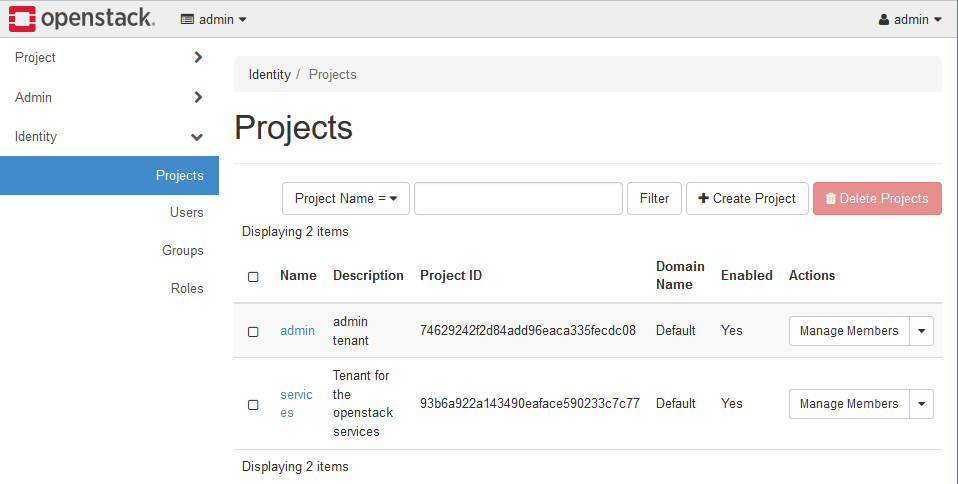 openstack. admin admin
Project
Admin
Identity
Projects
Users
Groups
Roles
Identity / Projects
Projects
Project Name = Filter Create Project Delete Projects
Displaying 2 items
Name Description Project ID Domain Name Enabled Actions
admin admin tenant 74629242f2d84add96eaca335fecdc08 Default Yes Manage Members
services Tenant for the openstack services 93b6a922a143490eaface590233c7c77 Default Yes Manage Members
Displaying 2 items